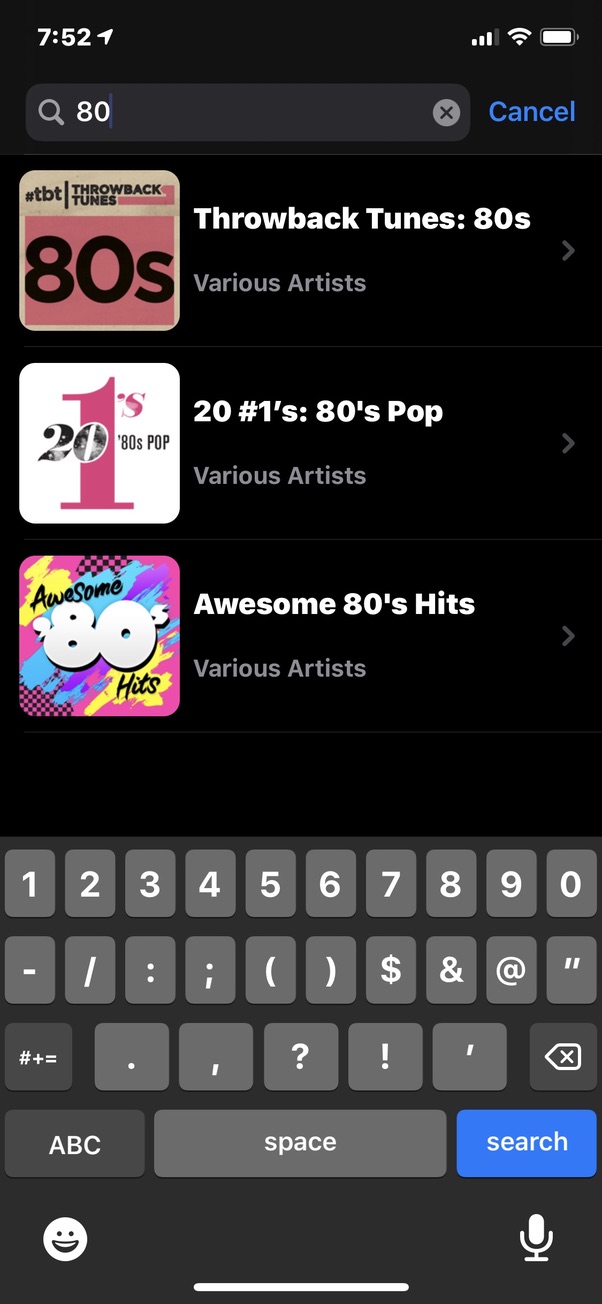 7:52
80
Cancel
#tbt THROWBACK
TUNES
80s
Throwback Tunes: 80s
Various Artists
1's
20 '80s POP
20 #1’s: 80's Pop
Various Artists
Awesome
'80s
Hits
Awesome 80's Hits
Various Artists
1 2 3 4 5 6 7 8 9 0
- / : ; ( ) $ & @ "
#+= . , ? ! '
ABC space search